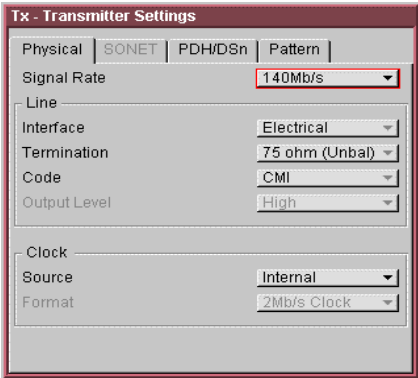 Tx - Transmitter Settings
Physical SONET PDH/DSn Pattern
Signal Rate 140Mb/s
Line
Interface Electrical
Termination 75 ohm (Unbal)
Code CMI
Output Level High
Clock
Source Internal
Format 2Mb/s Clock